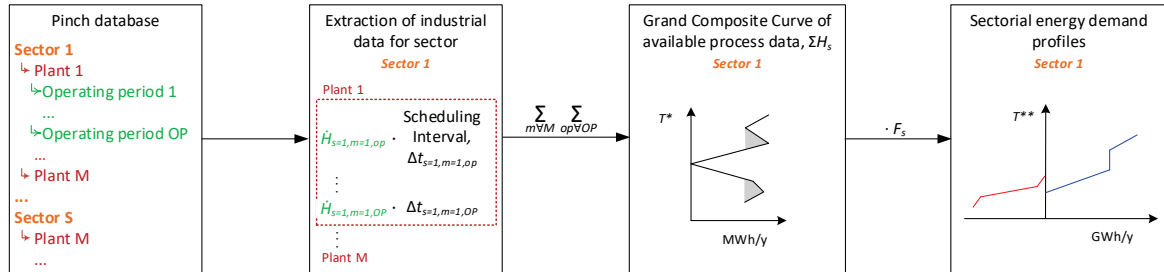 Pinch database
Sector 1
↳ Plant 1
↳Operating period 1
...
↳Operating period OP
...
↳ Plant M
...
Sector S
↳ Plant M
...
Extraction of industrial
data for sector
Sector 1
Plant 1
Ḣs=1,m=1,op · Scheduling
Interval,
Δts=1,m=1,op
⋮ ⋮
Ḣs=1,m=1,OP · Δts=1,m=1,OP
⋮
Plant M
∑ ∑
m∀M op∀OP
Grand Composite Curve of
available process data, ΣHs
Sector 1
T*
MWh/y
· Fs
Sectorial energy demand
profiles
Sector 1
T**
GWh/y